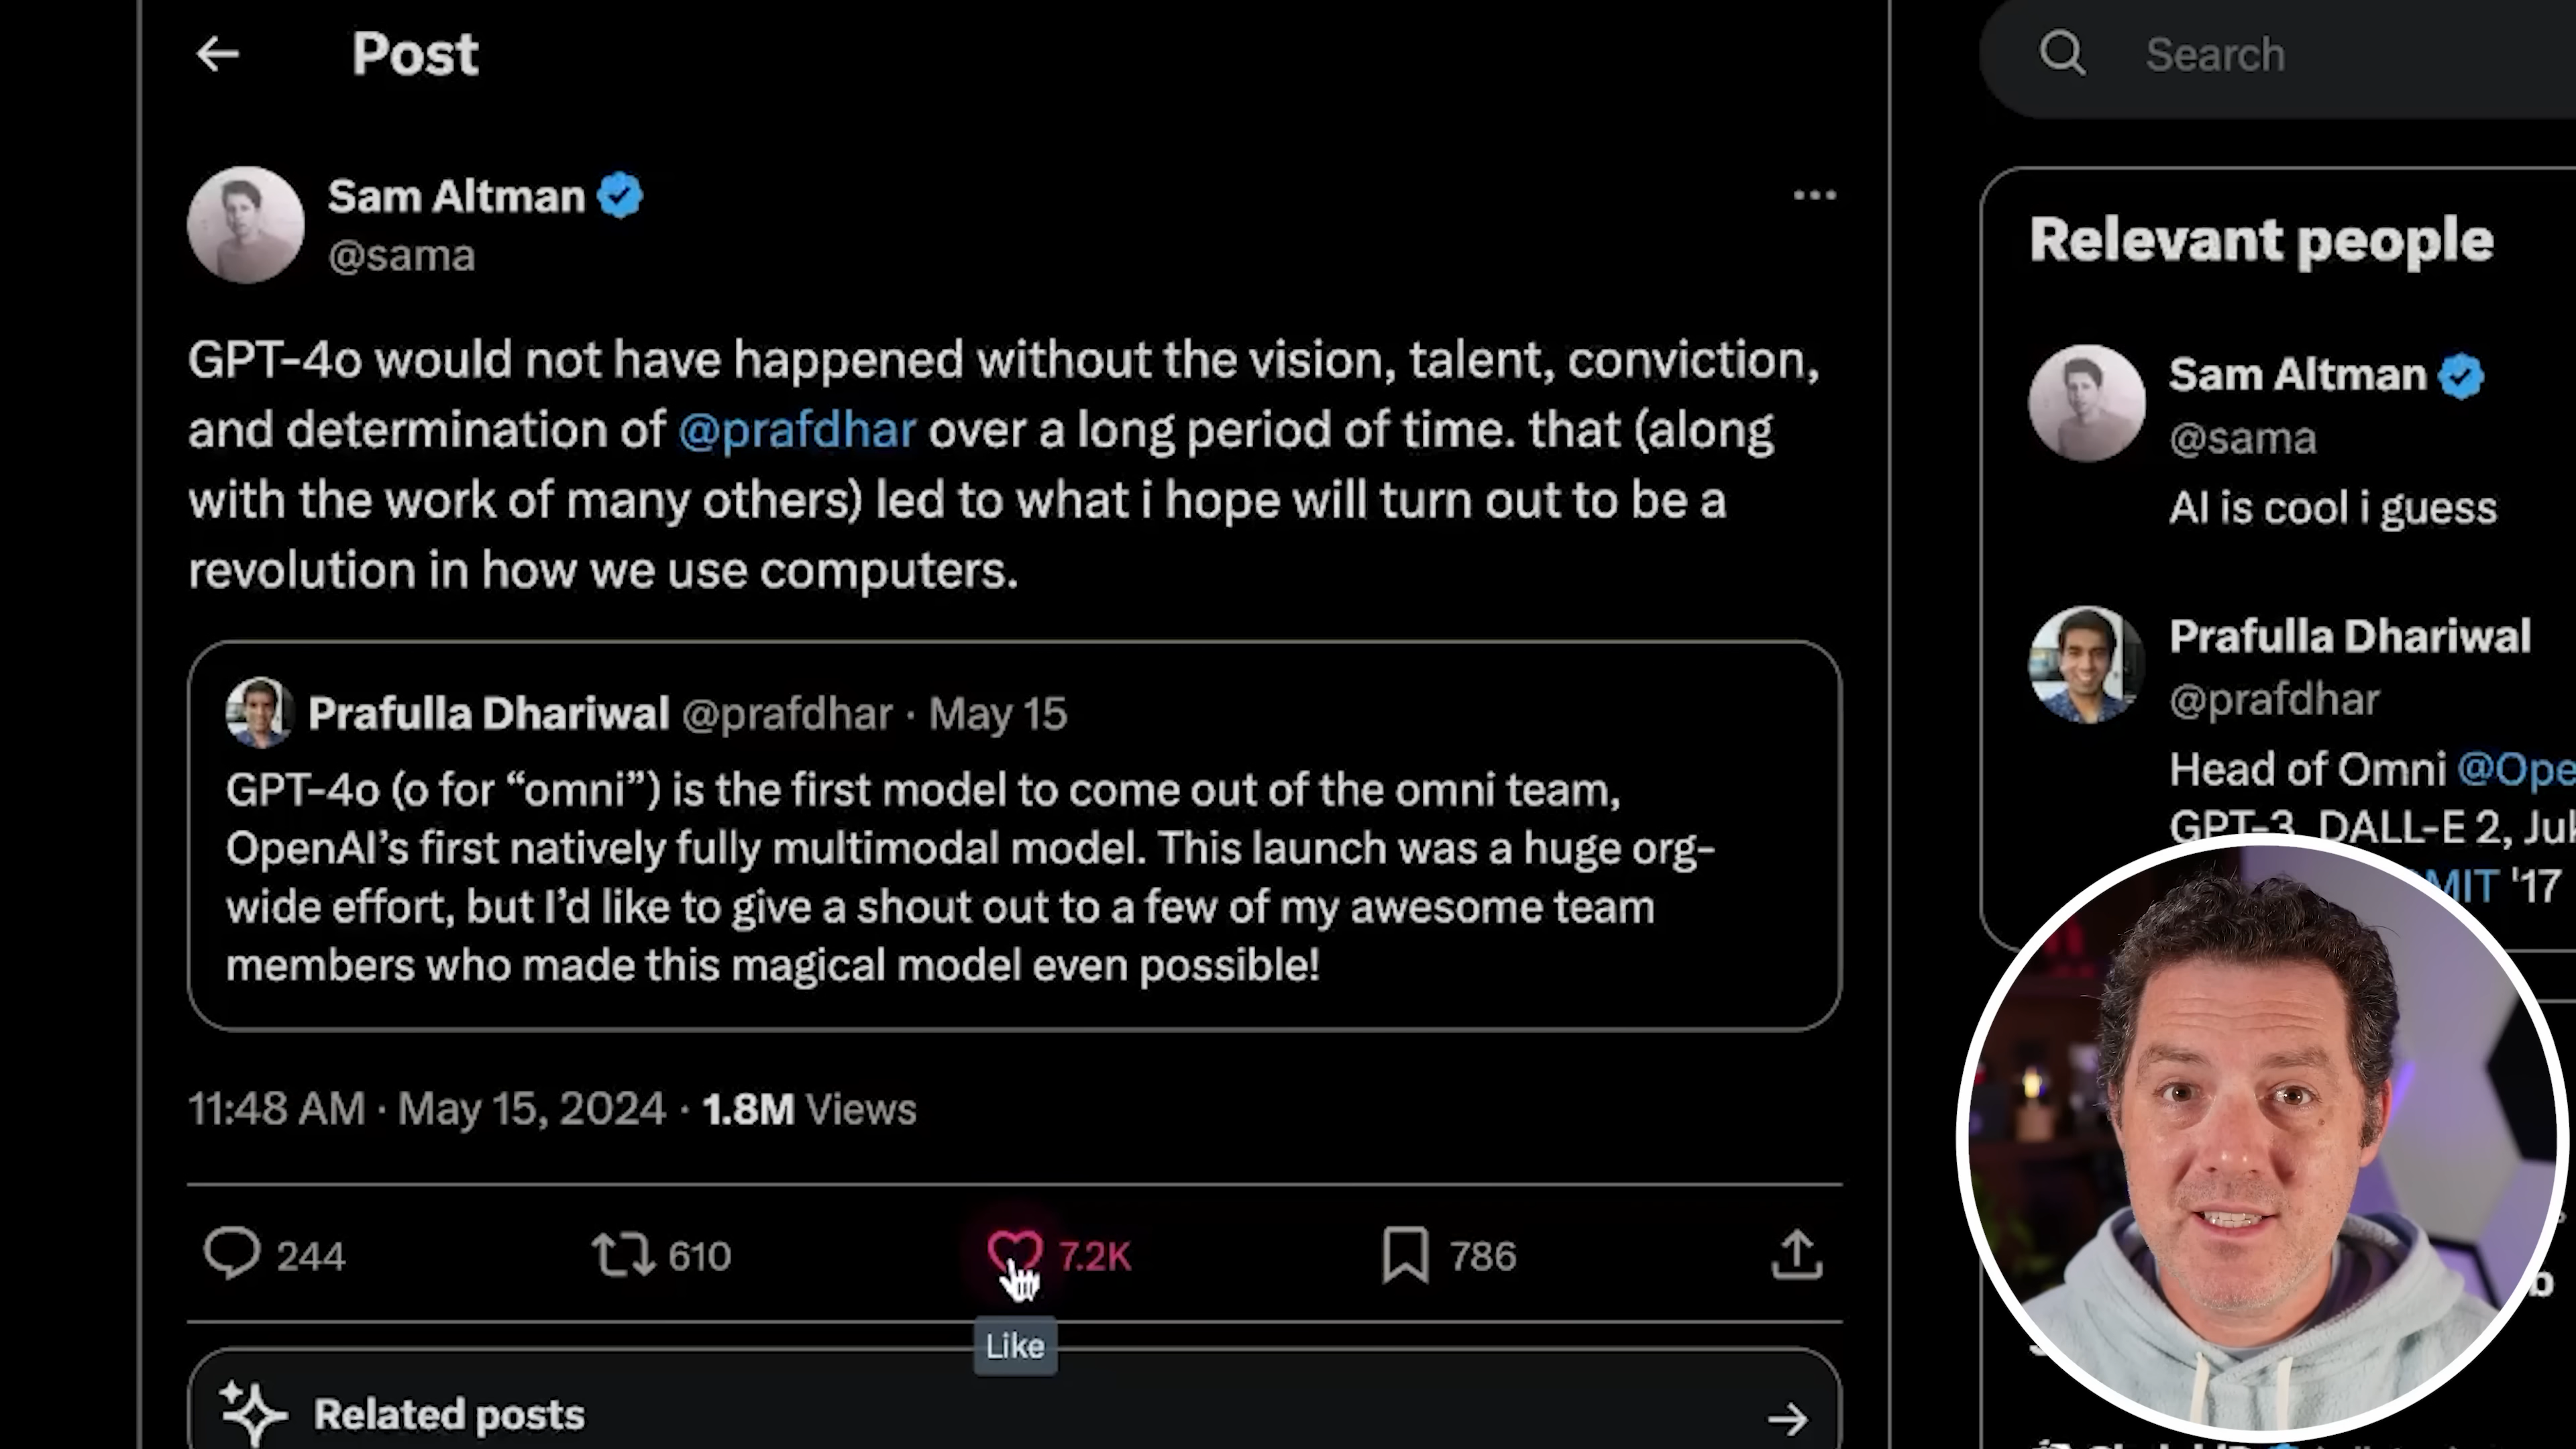 Post
Search
Sam Altman
@sama
GPT-4o would not have happened without the vision, talent, conviction,
and determination of @prafdhar over a long period of time. that (along
with the work of many others) led to what i hope will turn out to be a
revolution in how we use computers.
Prafulla Dhariwal @prafdhar · May 15
GPT-4o (o for “omni”) is the first model to come out of the omni team,
OpenAI’s first natively fully multimodal model. This launch was a huge org-
wide effort, but I’d like to give a shout out to a few of my awesome team
members who made this magical model even possible!
11:48 AM · May 15, 2024 · 1.8M Views
244 610 7.2K 786
Like
Related posts
Relevant people
Sam Altman
@sama
AI is cool i guess
Prafulla Dhariwal
@prafdhar
Head of Omni @Ope
GPT-3, DALL-E 2, Juk
MIT '17